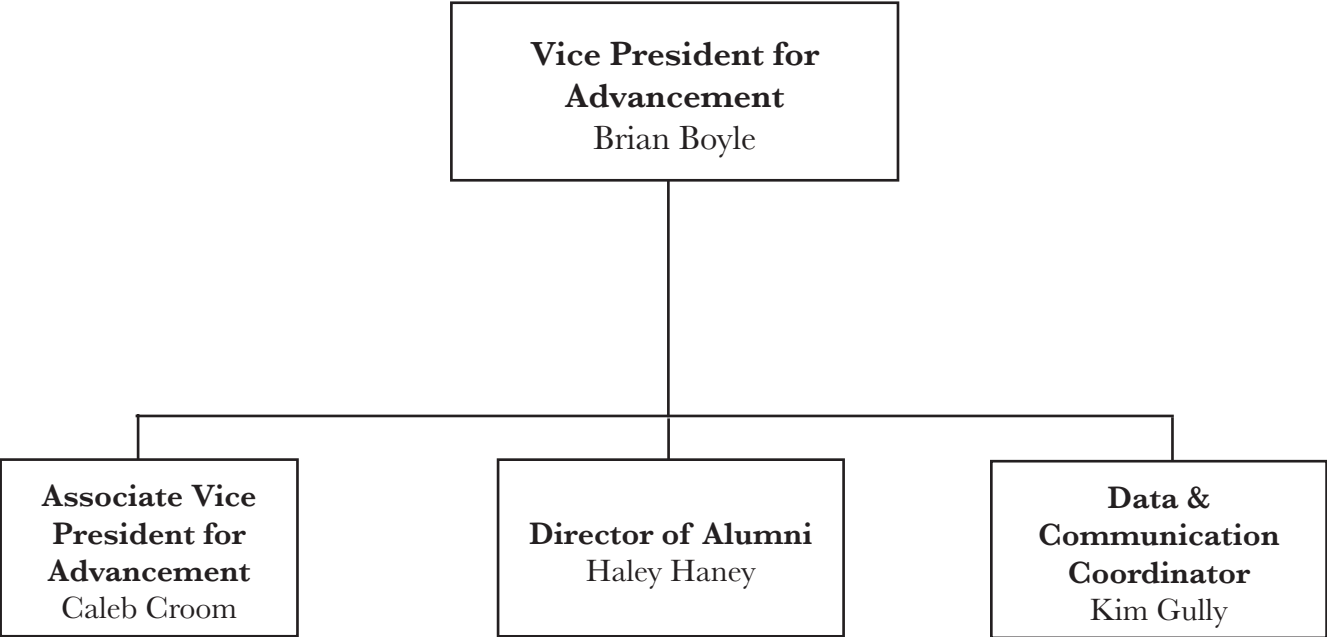 Vice President for
Advancement
Brian Boyle
Associate Vice
President for
Advancement
Caleb Croom
Director of Alumni
Haley Haney
Data &
Communication
Coordinator
Kim Gully